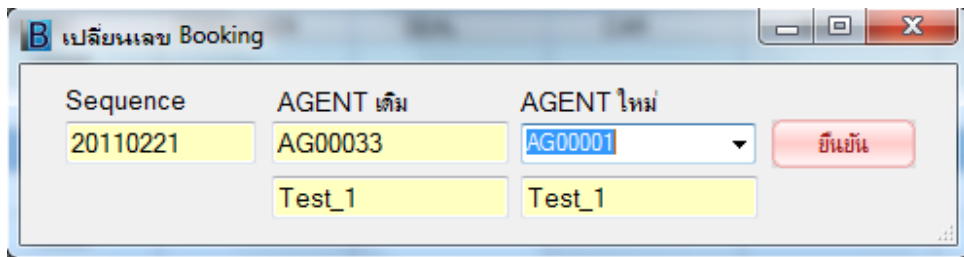 B เปลี่ยนเลข Booking
Sequence AGENT เดิม AGENT ใหม่
20110221 AG00033 AG00001 ยืนยัน
Test_1 Test_1